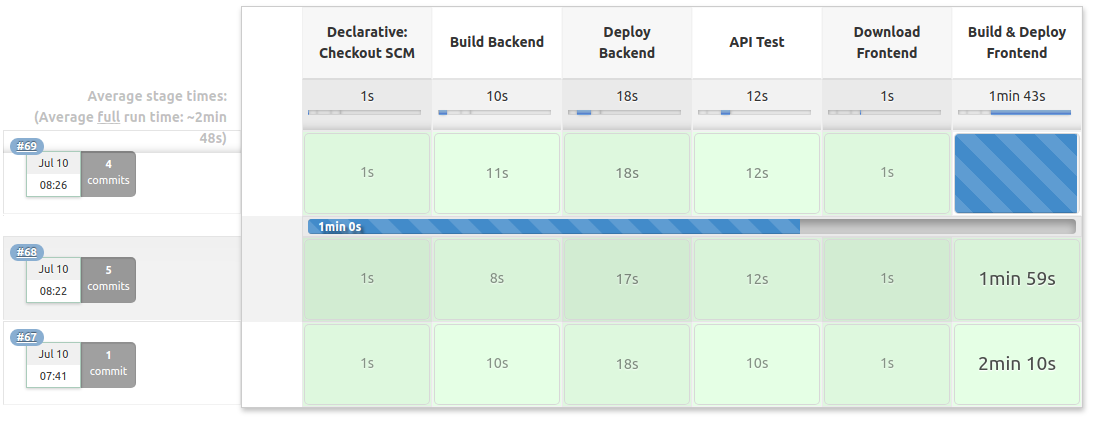 Declarative:
Checkout SCM
Build Backend
Deploy
Backend
API Test
Download
Frontend
Build & Deploy
Frontend
Average stage times:
(Average full run time: ~2min
48s)
1s
10s
18s
12s
1s
1min 43s
#69
Jul 10
08:26
4
commits
1s
11s
18s
12s
1s
1min 0s
#68
Jul 10
08:22
5
commits
1s
8s
17s
12s
1s
1min 59s
#67
Jul 10
07:41
1
commit
1s
10s
18s
10s
1s
2min 10s